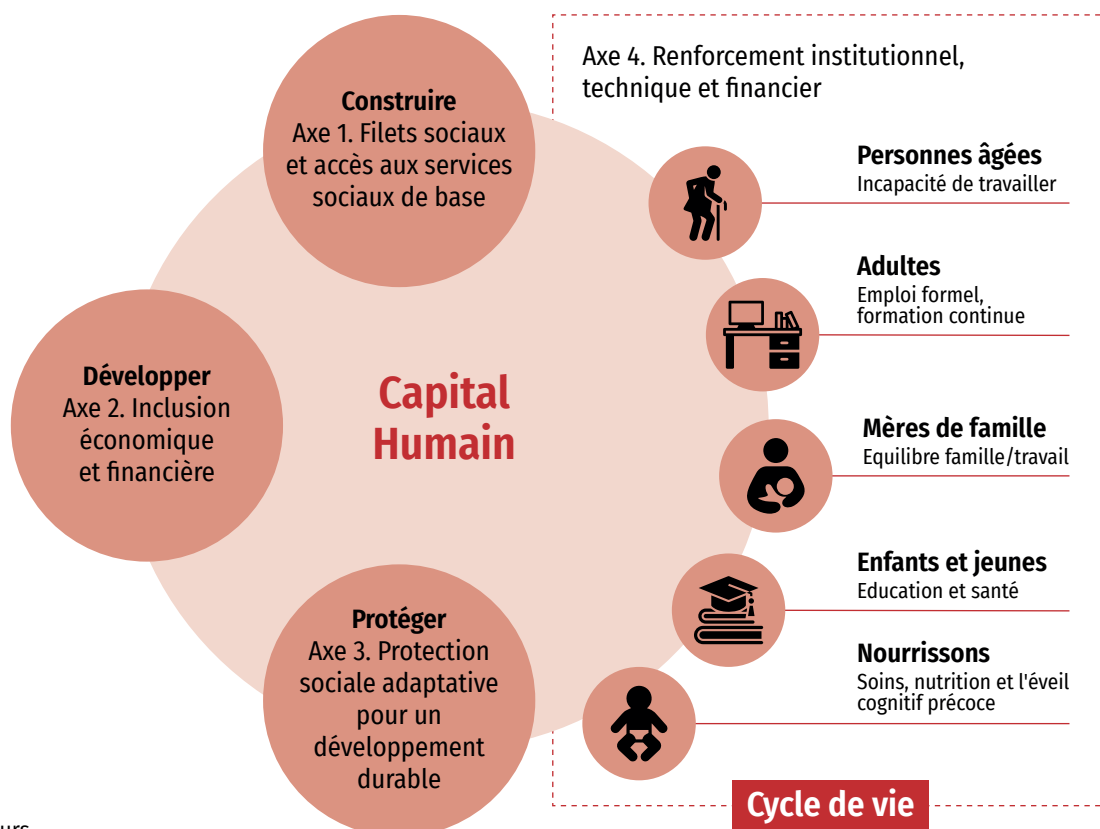 Construire
Axe 1. Filets sociaux
et accès aux services
sociaux de base
Développer
Axe 2. Inclusion
économique
et financière
Capital
Humain
Protéger
Axe 3. Protection
sociale adaptative
pour un
développement
durable
Axe 4. Renforcement institutionnel,
technique et financier
Personnes âgées
Incapacité de travailler
Adultes
Emploi formel,
formation continue
Mères de famille
Equilibre famille/travail
Enfants et jeunes
Education et santé
Nourrissons
Soins, nutrition et l'éveil
cognitif précoce
Cycle de vie